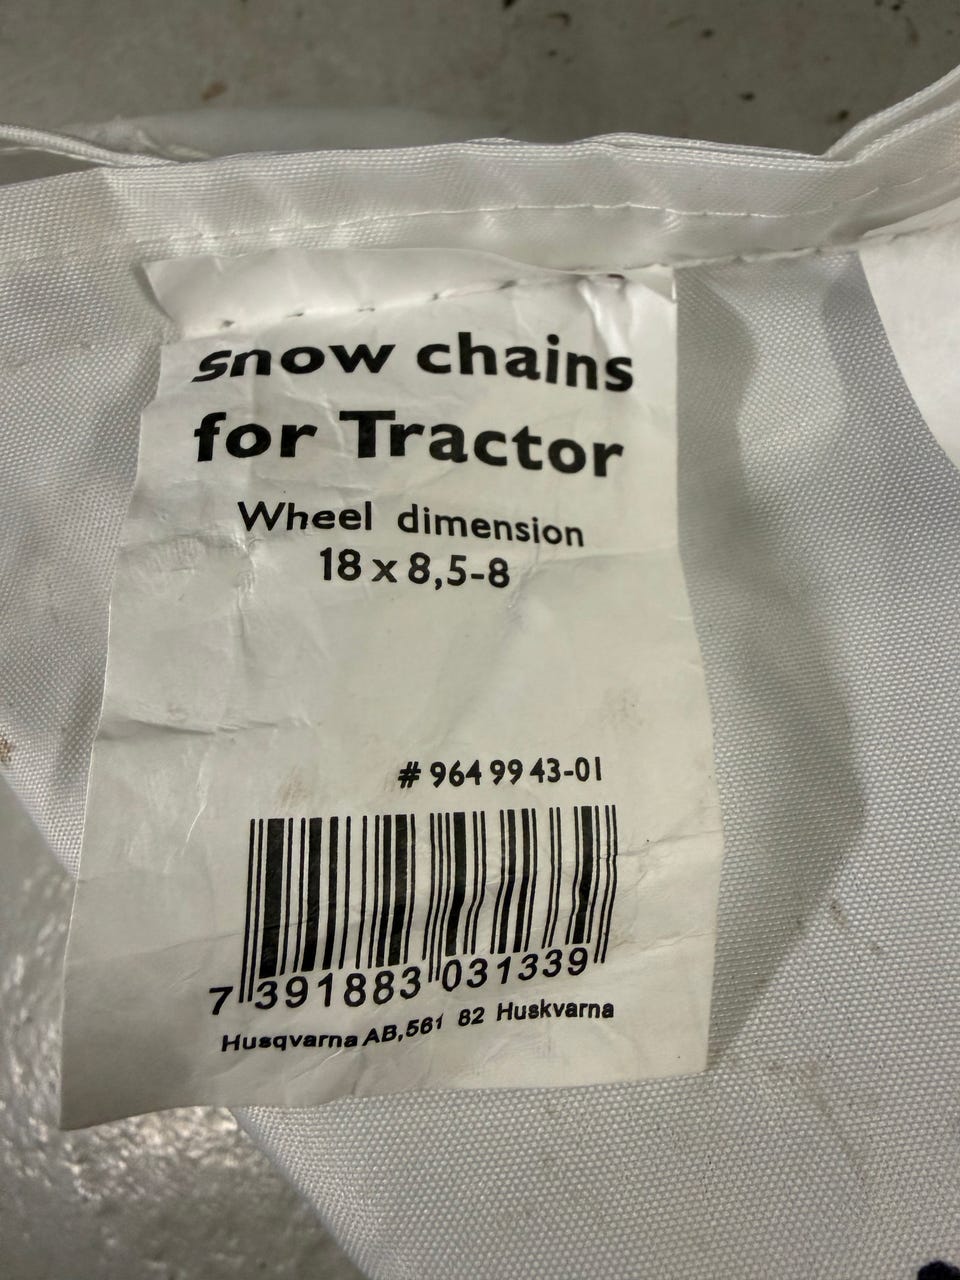 snow chains
for Tractor
Wheel dimension
18 x 8,5-8
# 964 99 43-01
7 391883 031339
Husqvarna AB,561 82 Huskvarna